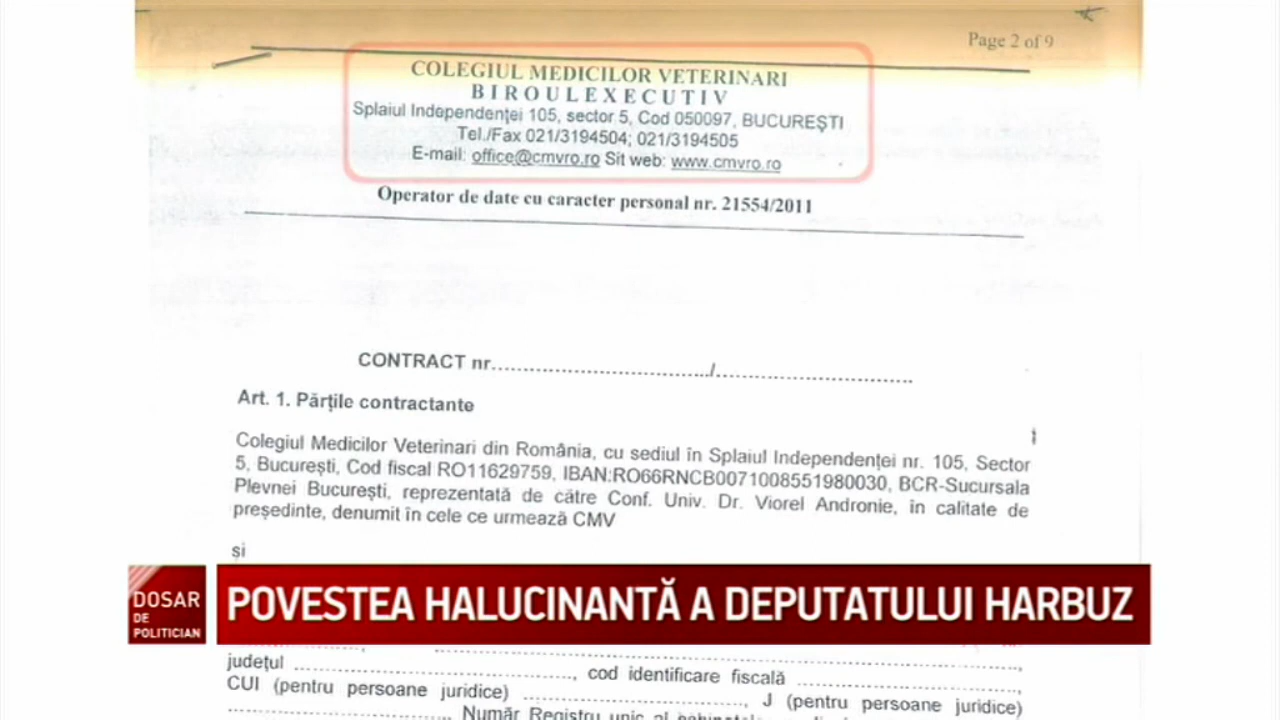 Page 2 of 9
COLEGIUL MEDICILOR VETERINARI
BIROULEXECUTIV
Splaiul Independenţei 105, sector 5, Cod 050097, BUCUREŞTI
Tel./Fax 021/3194504; 021/3194505
E-mail: office@cmvro.ro Sit web: www.cmvro.ro
Operator de date cu caracter personal nr. 21554/2011
CONTRACT nr................................../..............................
Art. 1. Părţile contractante
Colegiul Medicilor Veterinari din România, cu sediul în Splaiul Independenţei nr. 105, Sector
5, Bucureşti, Cod fiscal RO11629759, IBAN:RO66RNCB0071008551980030, BCR-Sucursala
Plevnei Bucureşti, reprezentată de către Conf. Univ. Dr. Viorel Andronie, în calitate de
preşedinte, denumit în cele ce urmează CMV
şi
DOSAR
DE
POLITICIAN
POVESTEA HALUCINANTĂ A DEPUTATULUI HARBUZ
judeţul ............................................, cod identificare fiscală ..................................,
CUI (pentru persoane juridice) .................................., J (pentru persoane juridice)
.................................. Număr Registru unic al